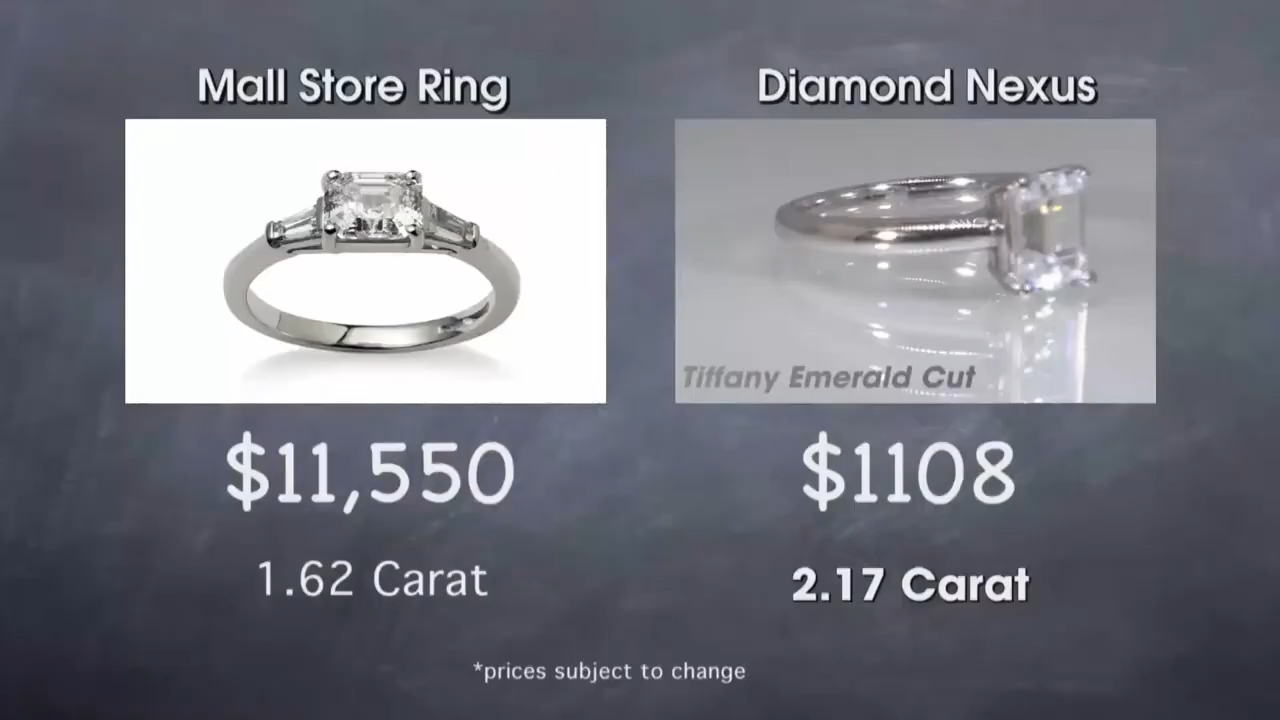 Mall Store Ring
Diamond Nexus
Tiffany Emerald Cut
$11,550
$1108
1.62 Carat
2.17 Carat
*prices subject to change